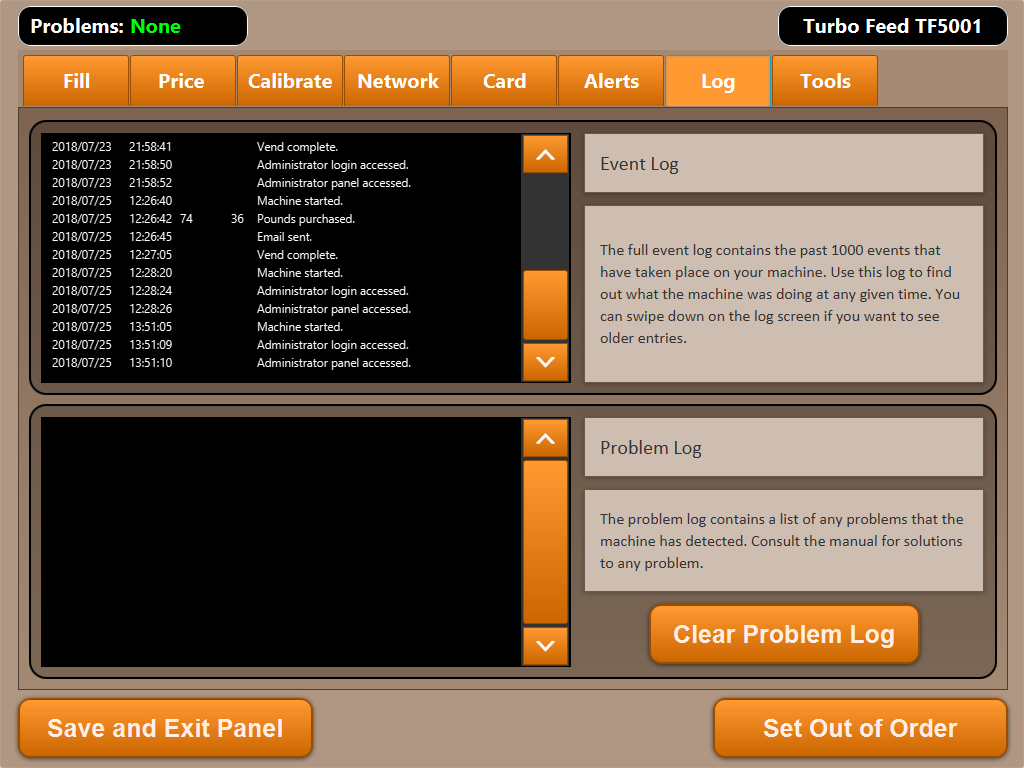 Problems: None
Turbo Feed TF5001
Fill Price Calibrate Network Card Alerts Log Tools
2018/07/23 21:58:41 Vend complete.
2018/07/23 21:58:50 Administrator login accessed.
2018/07/23 21:58:52 Administrator panel accessed.
2018/07/25 12:26:40 Machine started.
2018/07/25 12:26:42 74 36 Pounds purchased.
2018/07/25 12:26:45 Email sent.
2018/07/25 12:27:05 Vend complete.
2018/07/25 12:28:20 Machine started.
2018/07/25 12:28:24 Administrator login accessed.
2018/07/25 12:28:26 Administrator panel accessed.
2018/07/25 13:51:05 Machine started.
2018/07/25 13:51:09 Administrator login accessed.
2018/07/25 13:51:10 Administrator panel accessed.
Event Log
The full event log contains the past 1000 events that
have taken place on your machine. Use this log to find
out what the machine was doing at any given time. You
can swipe down on the log screen if you want to see
older entries.
Problem Log
The problem log contains a list of any problems that the
machine has detected. Consult the manual for solutions
to any problem.
Clear Problem Log
Save and Exit Panel
Set Out of Order